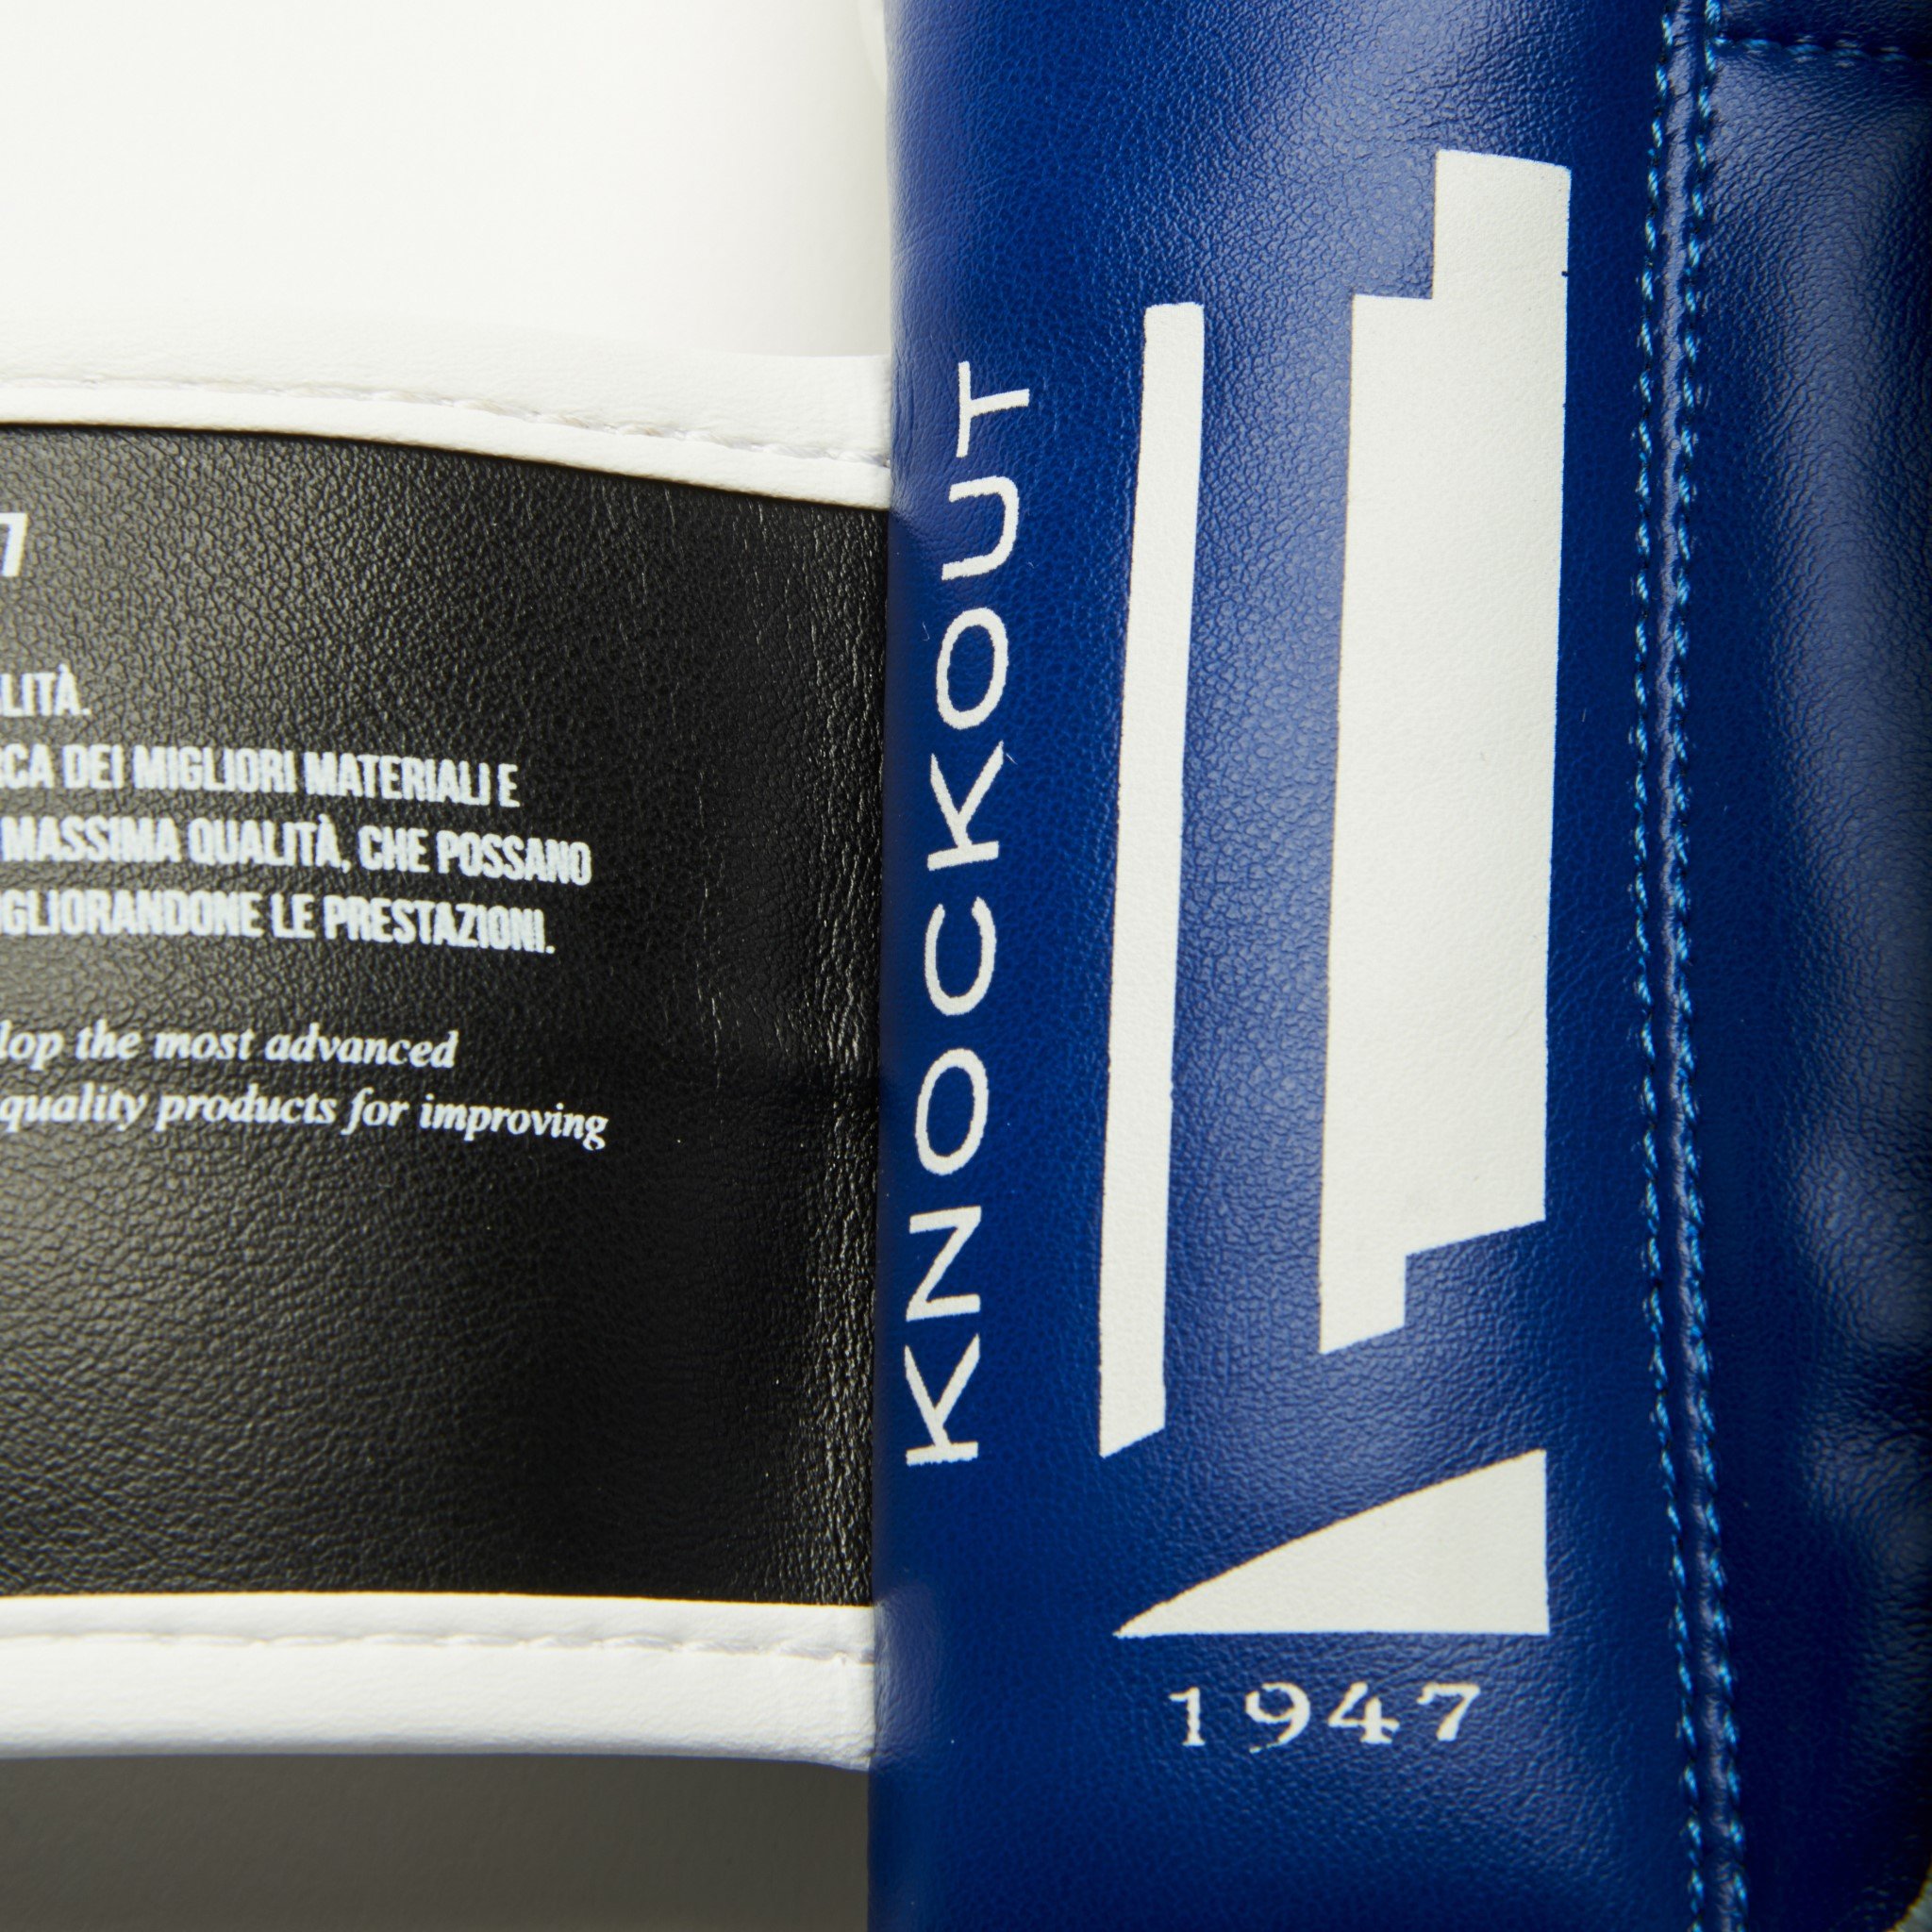 7
LITÀ.
CA DEI MIGLIORI MATERIALI E
MASSIMA QUALITÀ, CHE POSSANO
GLIORANDONE LE PRESTAZIONI.
lop the most advanced
quality products for improving
KNOCKOUT
1947